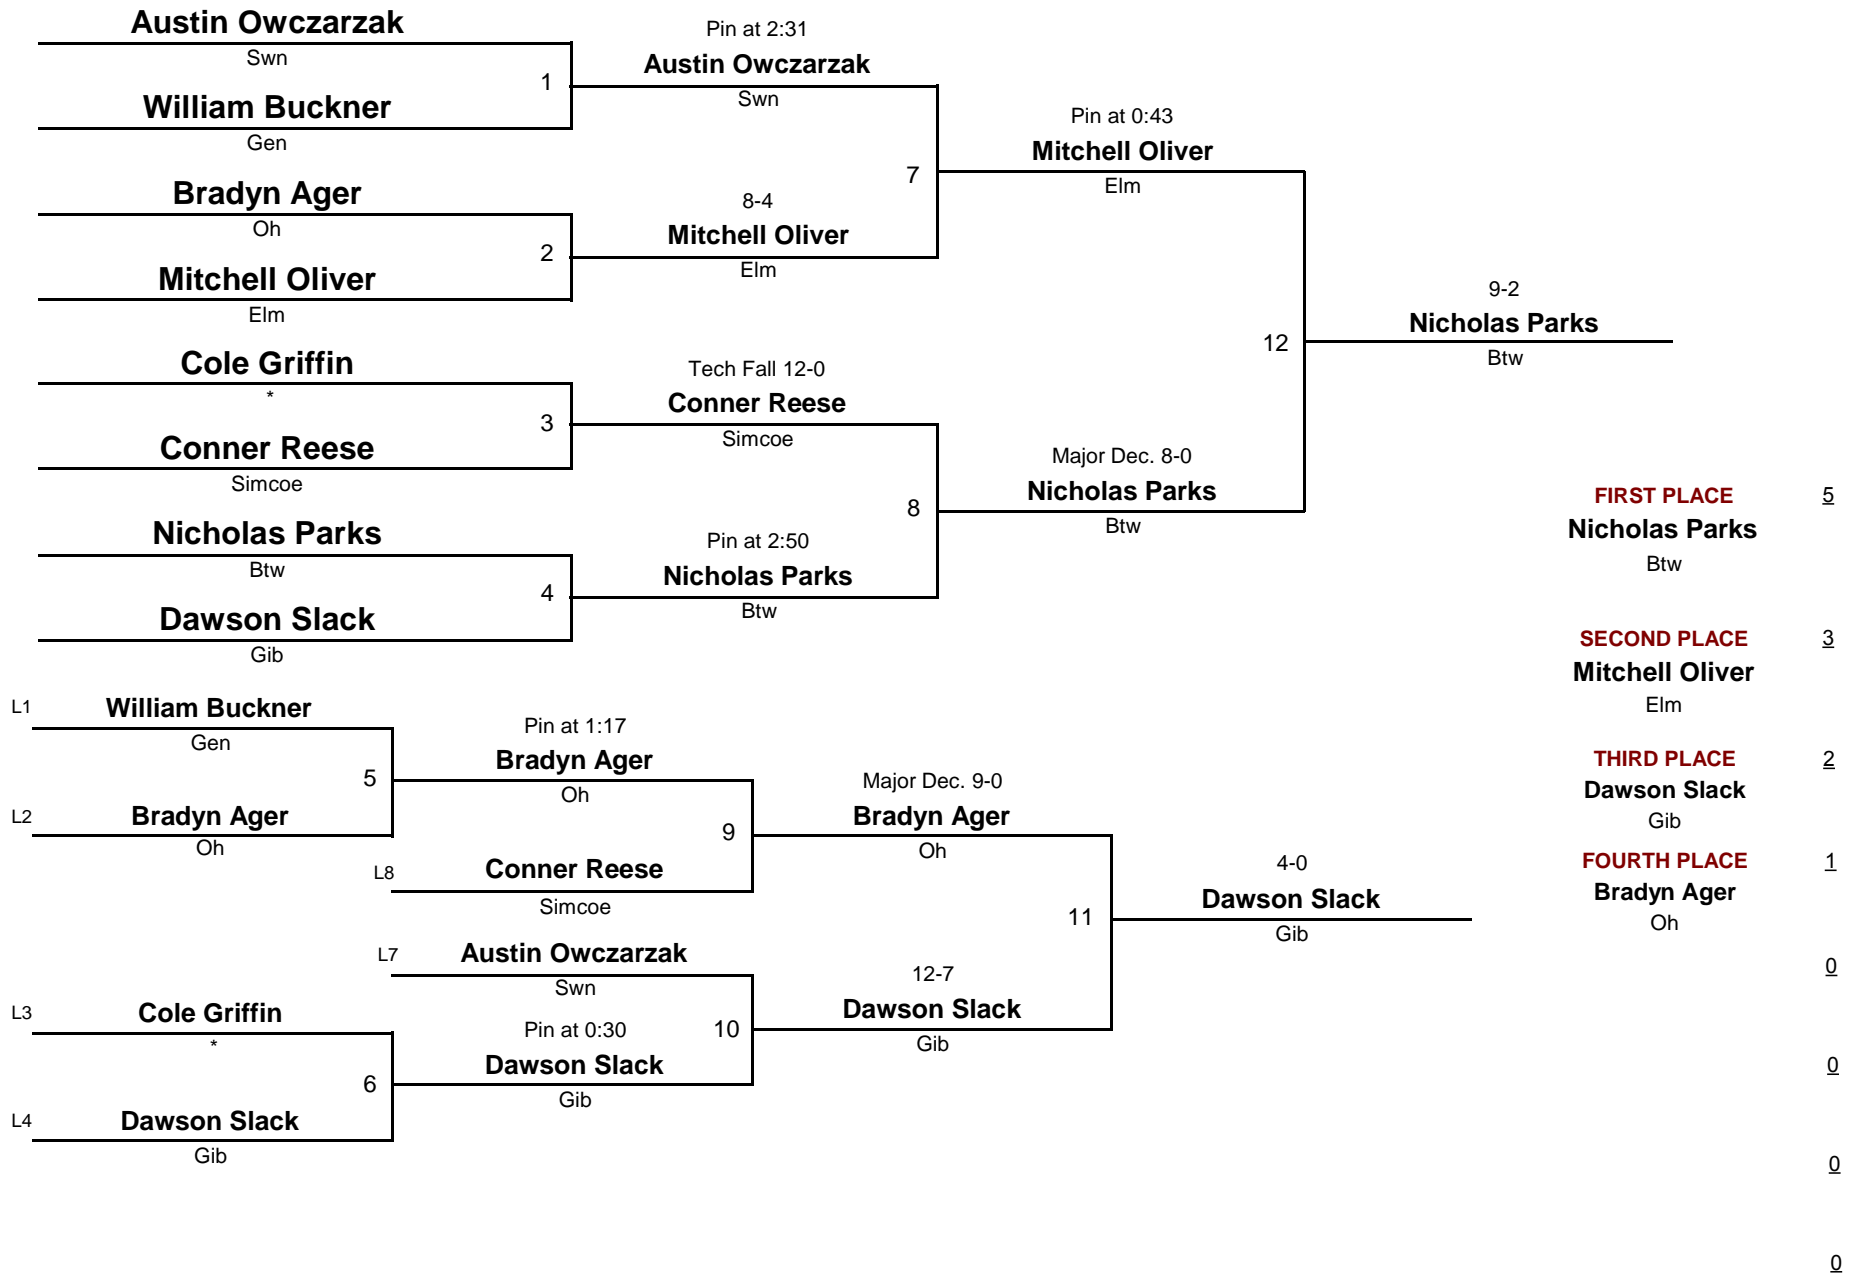 Austin Owczarzak
Swn
1
William Buckner
Gen
Bradyn Ager
Oh
2
Mitchell Oliver
Elm
Cole Griffin
*
3
Conner Reese
Simcoe
Nicholas Parks
Btw
4
Dawson Slack
Gib
Pin at 2:31
Austin Owczarzak
Swn
7
8-4
Mitchell Oliver
Elm
Tech Fall 12-0
Conner Reese
Simcoe
8
Pin at 2:50
Nicholas Parks
Btw
Pin at 0:43
Mitchell Oliver
Elm
12
Major Dec. 8-0
Nicholas Parks
Btw
9-2
Nicholas Parks
Btw
FIRST PLACE 5
Nicholas Parks
Btw
SECOND PLACE 3
Mitchell Oliver
Elm
THIRD PLACE 2
Dawson Slack
Gib
FOURTH PLACE 1
Bradyn Ager
Oh
0
0
0
0
L1 William Buckner
Gen
5
L2 Bradyn Ager
Oh
L3 Cole Griffin
*
6
L4 Dawson Slack
Gib
Pin at 1:17
Bradyn Ager
Oh
9
L8 Conner Reese
Simcoe
L7 Austin Owczarzak
Swn
10
Pin at 0:30
Dawson Slack
Gib
Major Dec. 9-0
Bradyn Ager
Oh
11
12-7
Dawson Slack
Gib
4-0
Dawson Slack
Gib